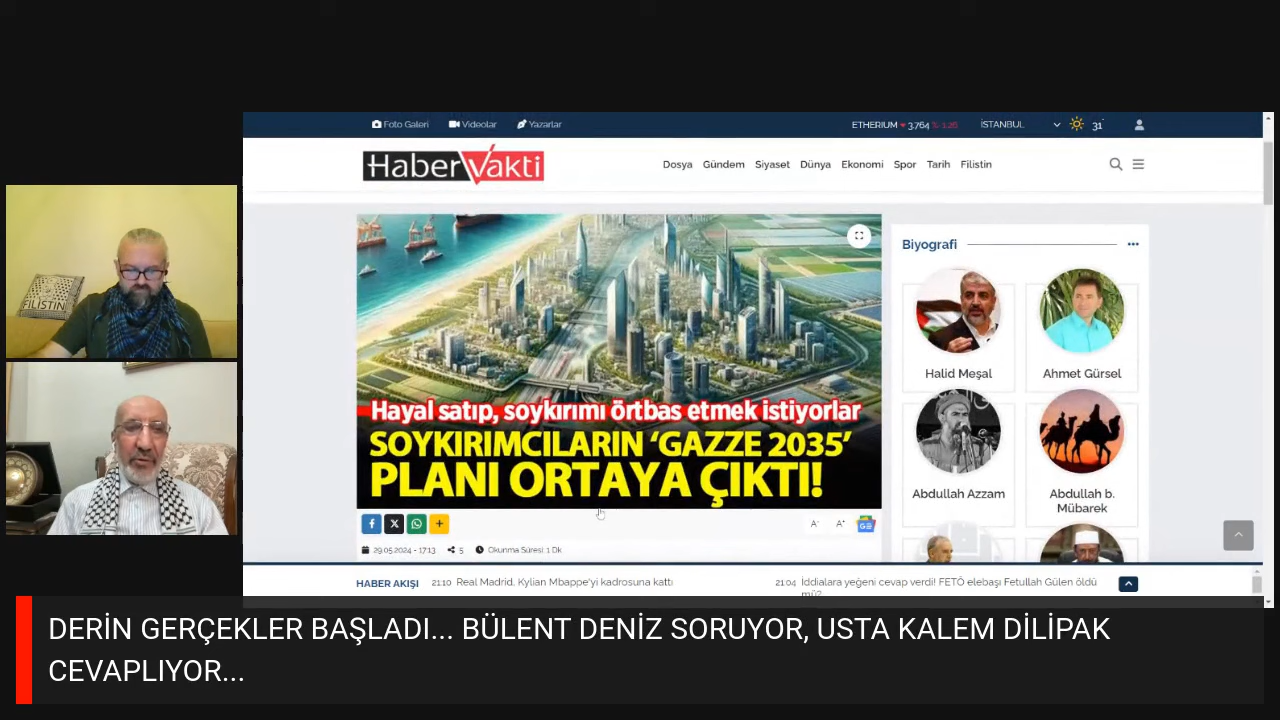 Foto Galeri Videolar Yazarlar ETHERIUM 3,764 % -1.26 İSTANBUL 31°
HaberVakti Dosya Gündem Siyaset Dünya Ekonomi Spor Tarih Filistin
FİLİSTİN
Hayal satıp, soykırımı örtbas etmek istiyorlar
SOYKIRIMCILARIN ‘GAZZE 2035’
PLANI ORTAYA ÇIKTI!
A- A+
29.05.2024 - 17:13 5 Okunma Süresi: 1 Dk
Biyografi
Halid Meşal Ahmet Gürsel
Abdullah Azzam Abdullah b.
Mübarek
HABER AKIŞI 21:10 Real Madrid, Kylian Mbappe'yi kadrosuna kattı 21:04 İddialara yeğeni cevap verdi! FETÖ elebaşı Fetullah Gülen öldü
mü?
DERİN GERÇEKLER BAŞLADI... BÜLENT DENİZ SORUYOR, USTA KALEM DİLİPAK
CEVAPLIYOR...